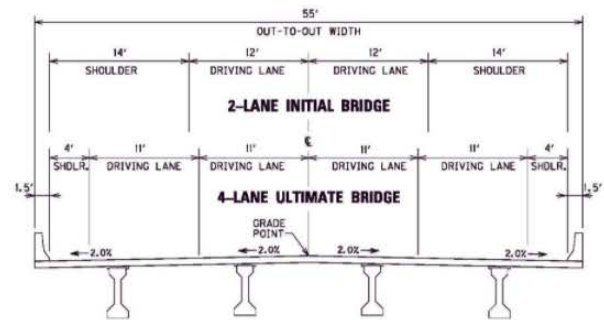 55'
OUT-TO-OUT WIDTH
14' 12' 12' 14'
SHOULDER DRIVING LANE DRIVING LANE SHOULDER
2-LANE INITIAL BRIDGE
℄
4' 11' 11' 11' 11' 4'
SHDLR. DRIVING LANE DRIVING LANE DRIVING LANE DRIVING LANE SHDLR.
1.5' 1.5'
4-LANE ULTIMATE BRIDGE
GRADE
POINT
2.0% 2.0% 2.0% 2.0%